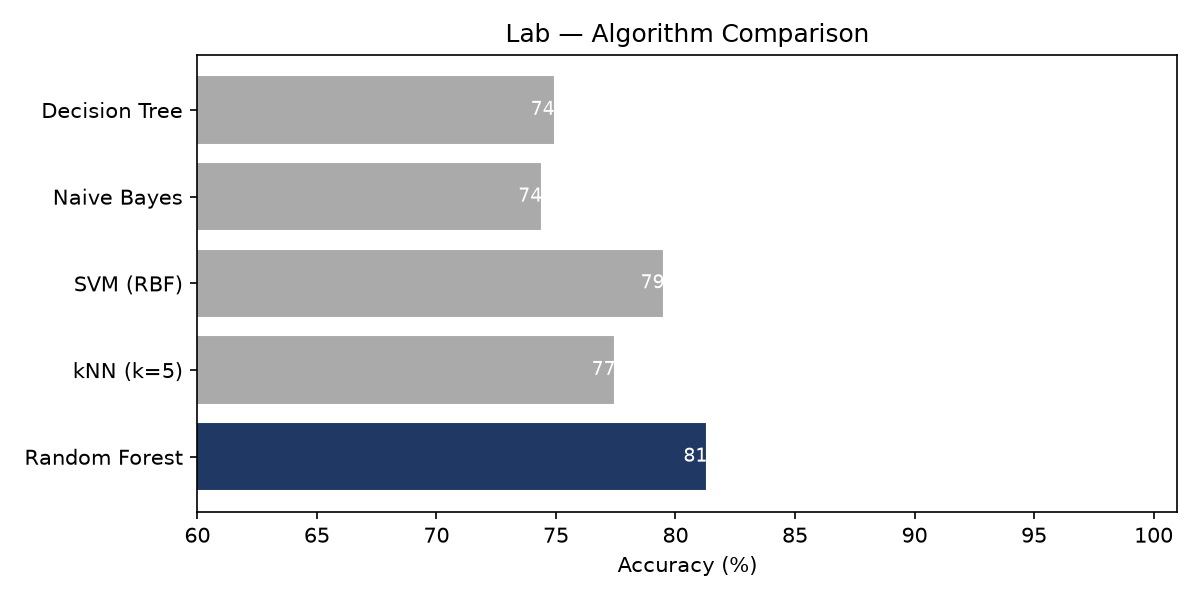 Lab — Algorithm Comparison
Decision Tree
74
Naive Bayes
74
SVM (RBF)
79
kNN (k=5)
77
Random Forest
81
60 65 70 75 80 85 90 95 100
Accuracy (%)